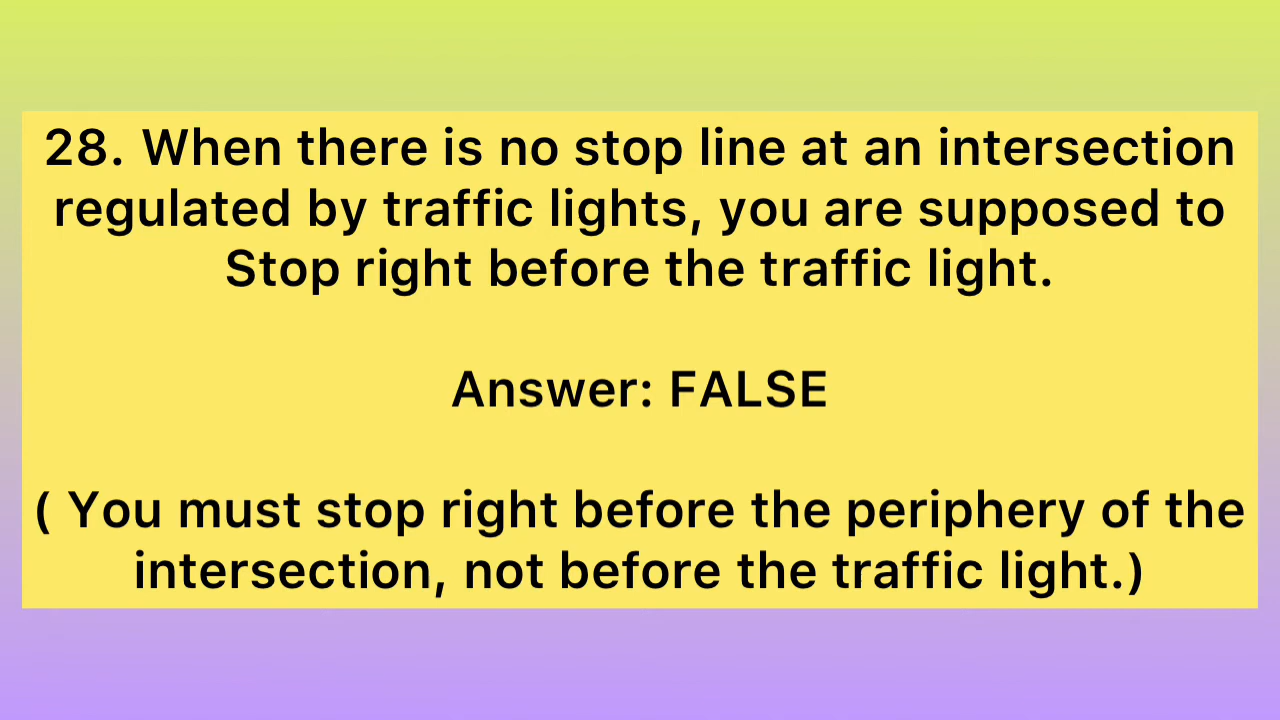 28. When there is no stop line at an intersection
regulated by traffic lights, you are supposed to
Stop right before the traffic light.
Answer: FALSE
( You must stop right before the periphery of the
intersection, not before the traffic light.)